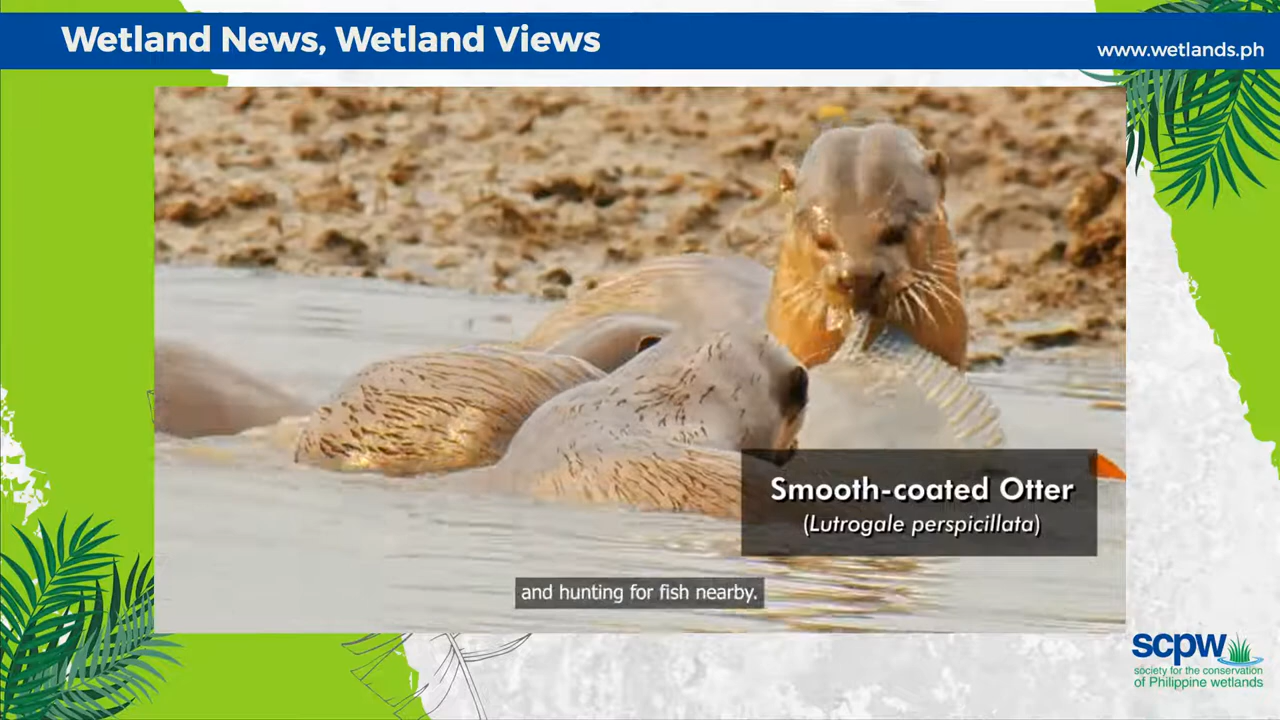 Wetland News, Wetland Views
www.wetlands.ph
Smooth-coated Otter
(Lutrogale perspicillata)
and hunting for fish nearby.
scpw
society for the conservation
of Philippine wetlands